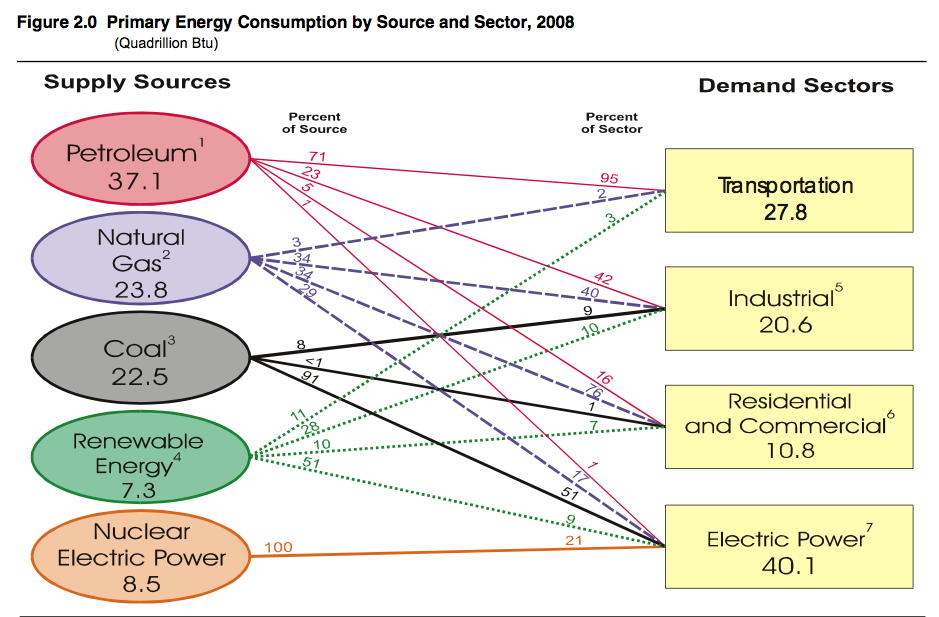 Figure 2.0 Primary Energy Consumption by Source and Sector, 2008
(Quadrillion Btu)
Supply Sources
Demand Sectors
Percent
of Source
Percent
of Sector
Petroleum1
37.1
Natural
Gas2
23.8
Coal3
22.5
Renewable
Energy4
7.3
Nuclear
Electric Power
8.5
71
23
5
1
3
34
34
29
8
<1
91
11
28
10
51
100
95
2
3
42
40
9
10
16
76
1
7
1
17
51
9
21
Transportation
27.8
Industrial5
20.6
Residential
and Commercial6
10.8
Electric Power7
40.1